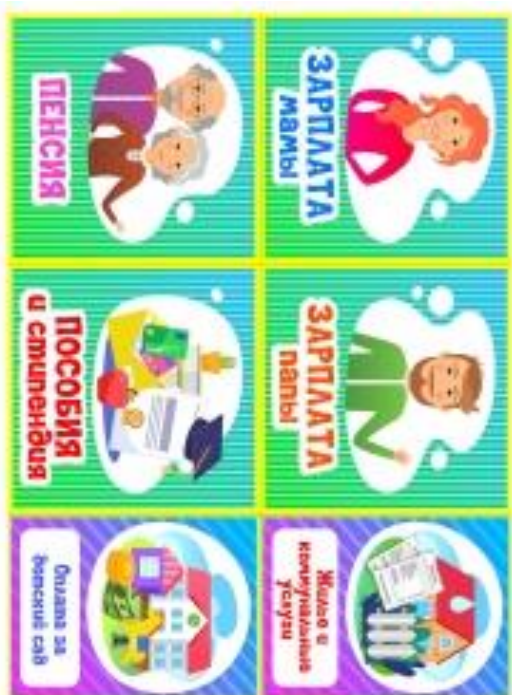 ЗАРПЛАТА
мамы
ЗАРПЛАТА
папы
Жилье и
коммунальные
услуги
ПЕНСИЯ
ПОСОБИЯ
и стипендия
Оплата за
детский сад